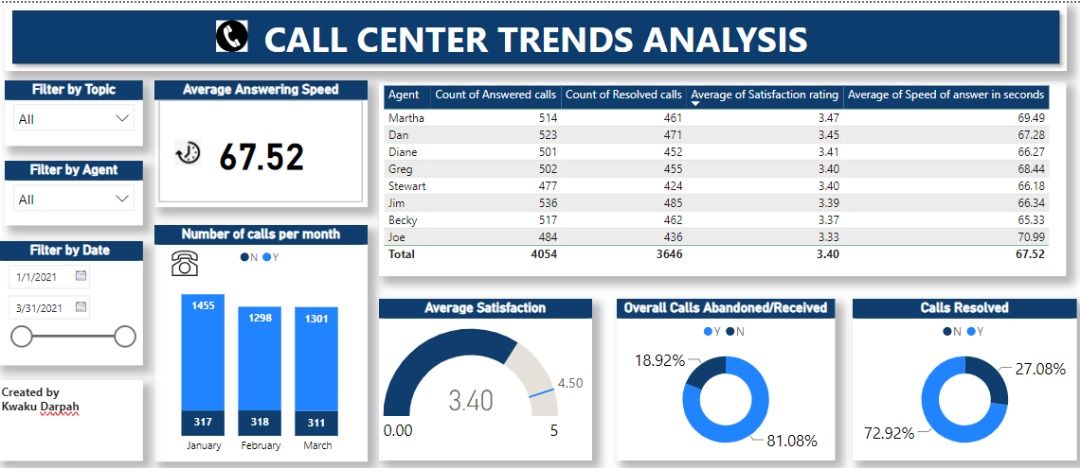 CALL CENTER TRENDS ANALYSIS
Filter by Topic
All
Filter by Agent
All
Filter by Date
1/1/2021
3/31/2021
Created by
Kwaku Darpah
Average Answering Speed
67.52
Number of calls per month
N Y
1455 1298 1301
317 318 311
January February March
Agent Count of Answered calls Count of Resolved calls Average of Satisfaction rating Average of Speed of answer in seconds
Martha 514 461 3.47 69.49
Dan 523 471 3.45 67.28
Diane 501 452 3.41 66.27
Greg 502 455 3.40 68.44
Stewart 477 424 3.40 66.18
Jim 536 485 3.39 66.34
Becky 517 462 3.37 65.33
Joe 484 436 3.33 70.99
Total 4054 3646 3.40 67.52
Average Satisfaction
3.40
4.50
0.00 5
Overall Calls Abandoned/Received
Y N
18.92%
81.08%
Calls Resolved
N Y
27.08%
72.92%